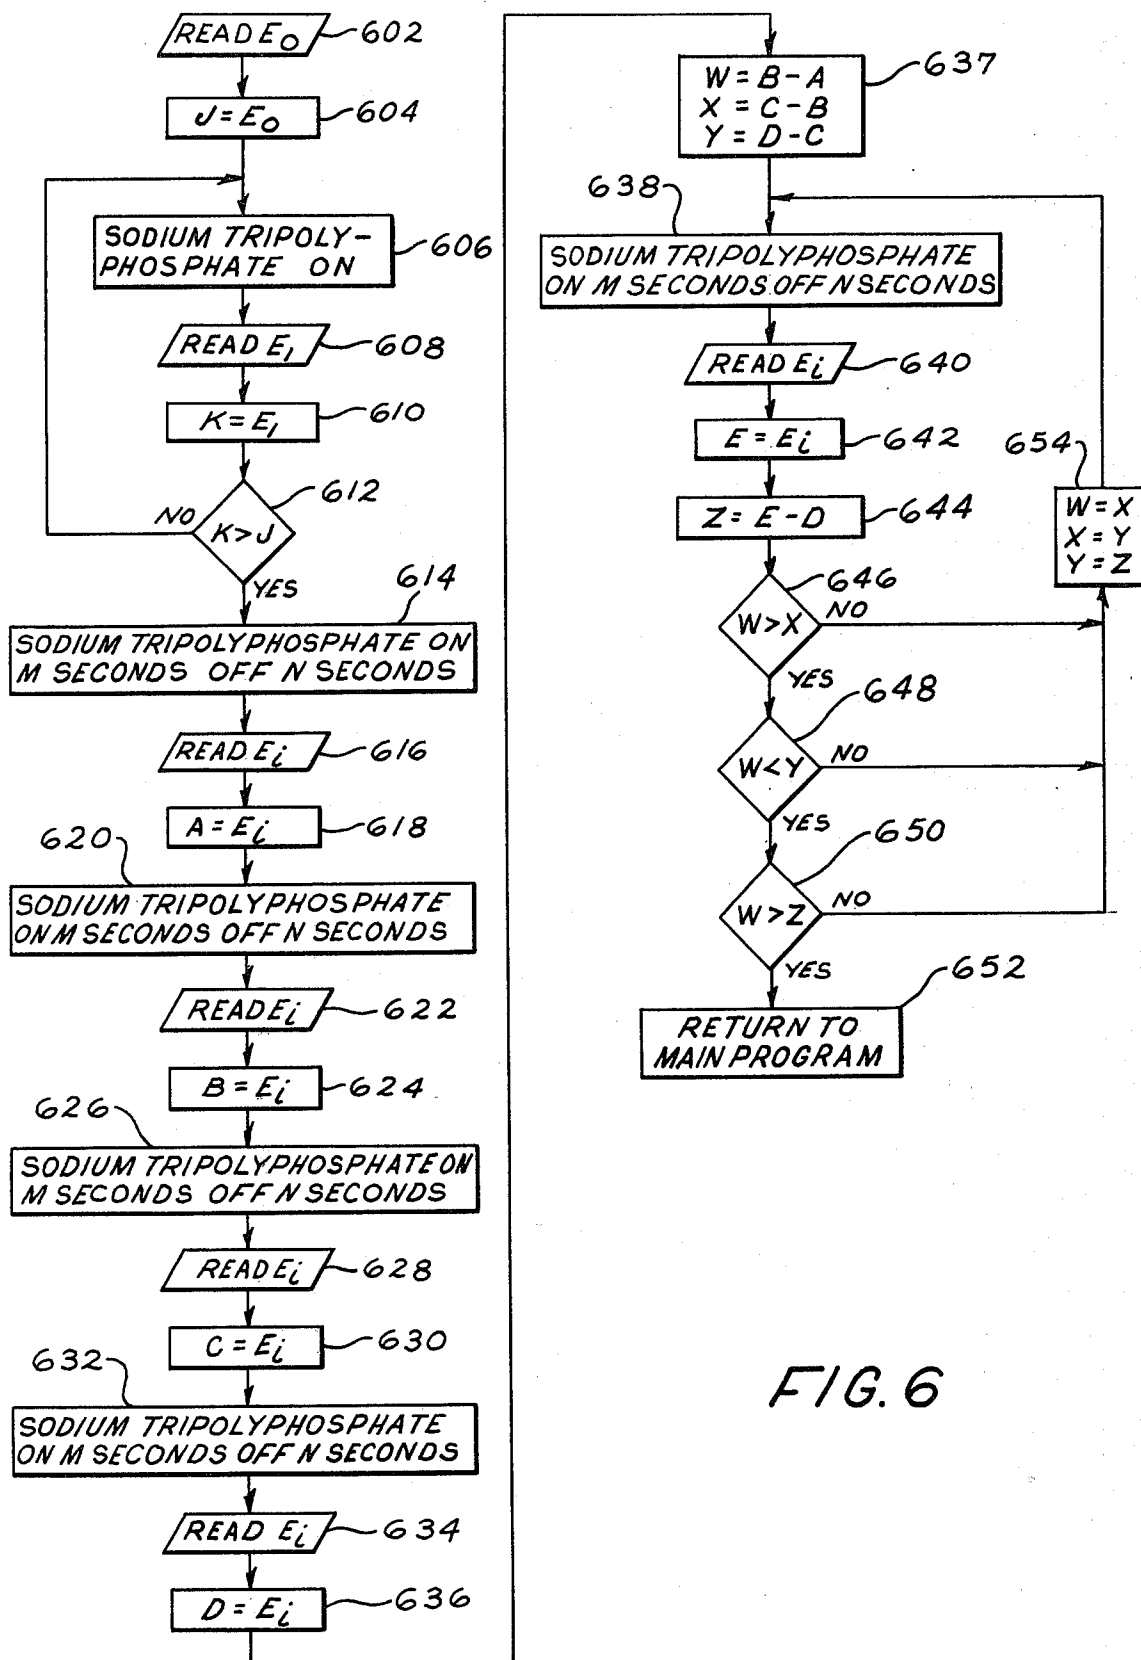 READ E0
602
J = E0
604
SODIUM TRIPOLY-
PHOSPHATE ON
606
READ E1
608
K = E1
610
612
K > J
NO
YES
614
SODIUM TRIPOLYPHOSPHATE ON
M SECONDS OFF N SECONDS
READ Ei
616
A = Ei
618
620
SODIUM TRIPOLYPHOSPHATE
ON M SECONDS OFF N SECONDS
READ Ei
622
B = Ei
624
626
SODIUM TRIPOLYPHOSPHATE ON
M SECONDS OFF N SECONDS
READ Ei
628
C = Ei
630
632
SODIUM TRIPOLYPHOSPHATE
ON M SECONDS OFF N SECONDS
READ Ei
634
D = Ei
636
W = B - A
X = C - B
Y = D - C
637
638
SODIUM TRIPOLYPHOSPHATE
ON M SECONDS OFF N SECONDS
READ Ei
640
E = Ei
642
Z = E - D
644
654
W = X
X = Y
Y = Z
646
W > X
NO
YES
648
W < Y
NO
YES
650
W > Z
NO
YES
652
RETURN TO
MAIN PROGRAM
FIG. 6